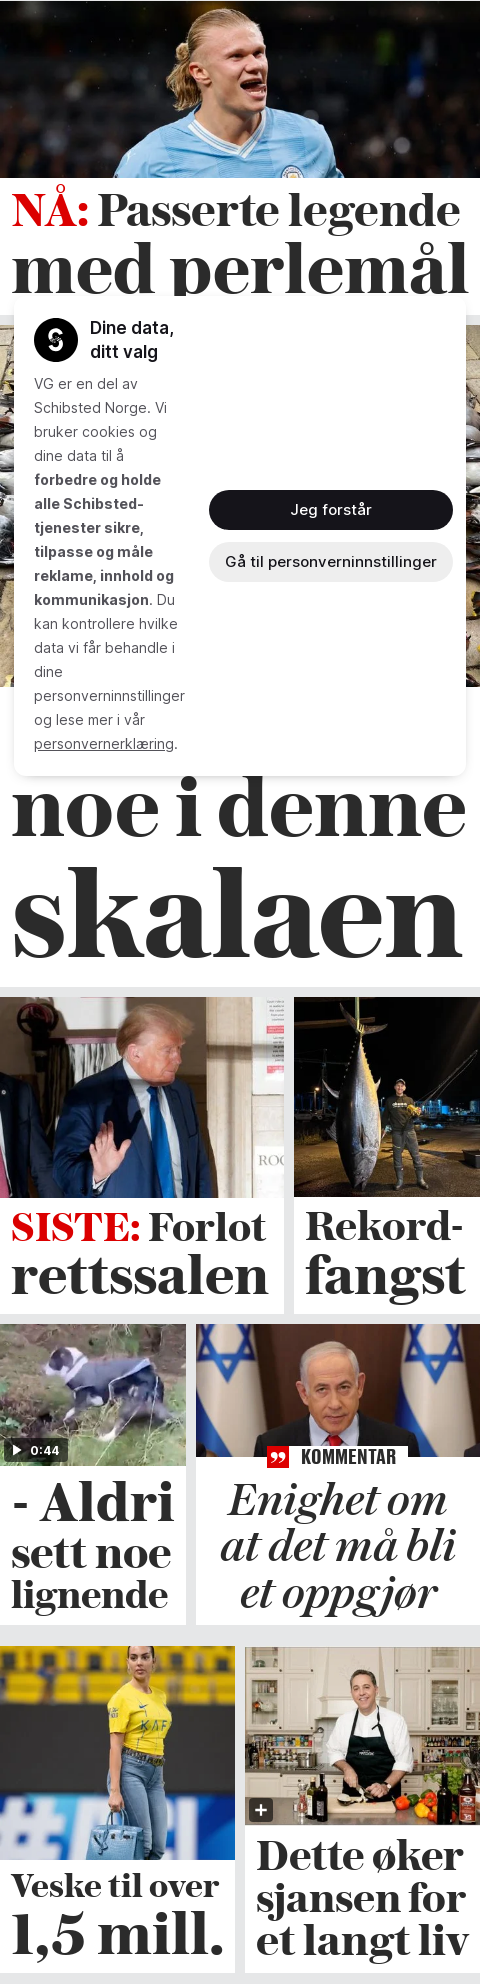 NÅ: Passerte legende
med perlemål
Dine data,
ditt valg
VG er en del av
Schibsted Norge. Vi
bruker cookies og
dine data til å
forbedre og holde
alle Schibsted-
tjenester sikre,
tilpasse og måle
reklame, innhold og
kommunikasjon. Du
kan kontrollere hvilke
data vi får behandle i
dine
personverninnstillinger
og lese mer i vår
personvernerklæring.
Jeg forstår
Gå til personverninnstillinger
noe i denne
skalaen
SISTE: Forlot
rettssalen
Rekord-
fangst
0:44
- Aldri
sett noe
lignende
KOMMENTAR
Enighet om
at det må bli
et oppgjør
KAF
Veske til over
1,5 mill.
Dette øker
sjansen for
et langt liv